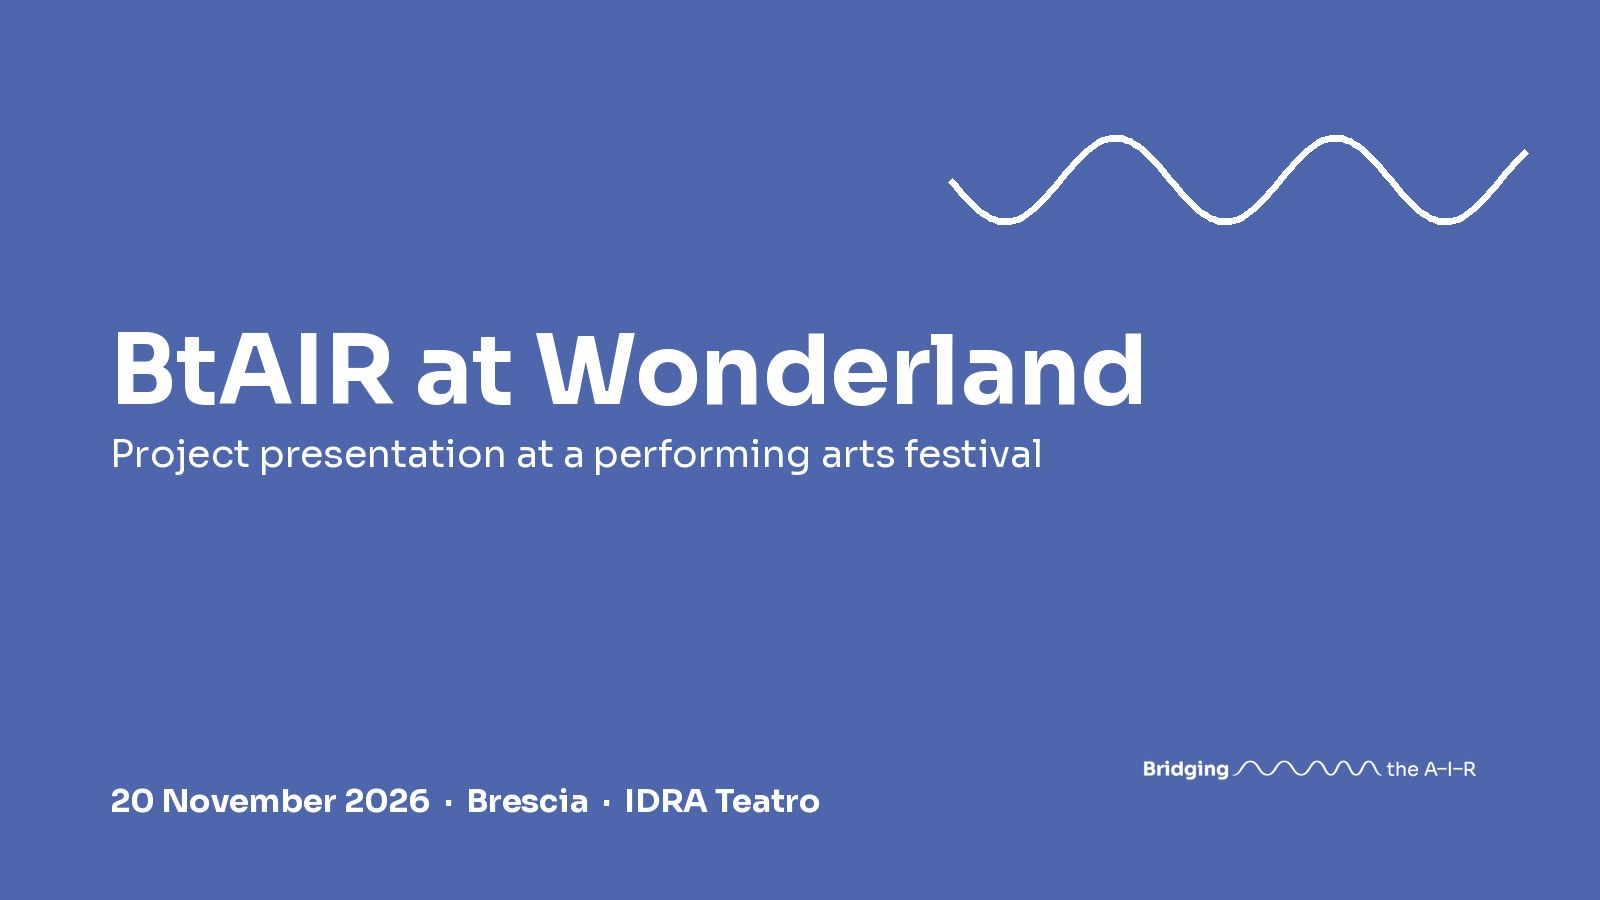 BtAIR at Wonderland
Project presentation at a performing arts festival
20 November 2026 · Brescia · IDRA Teatro
Bridging the A–I–R